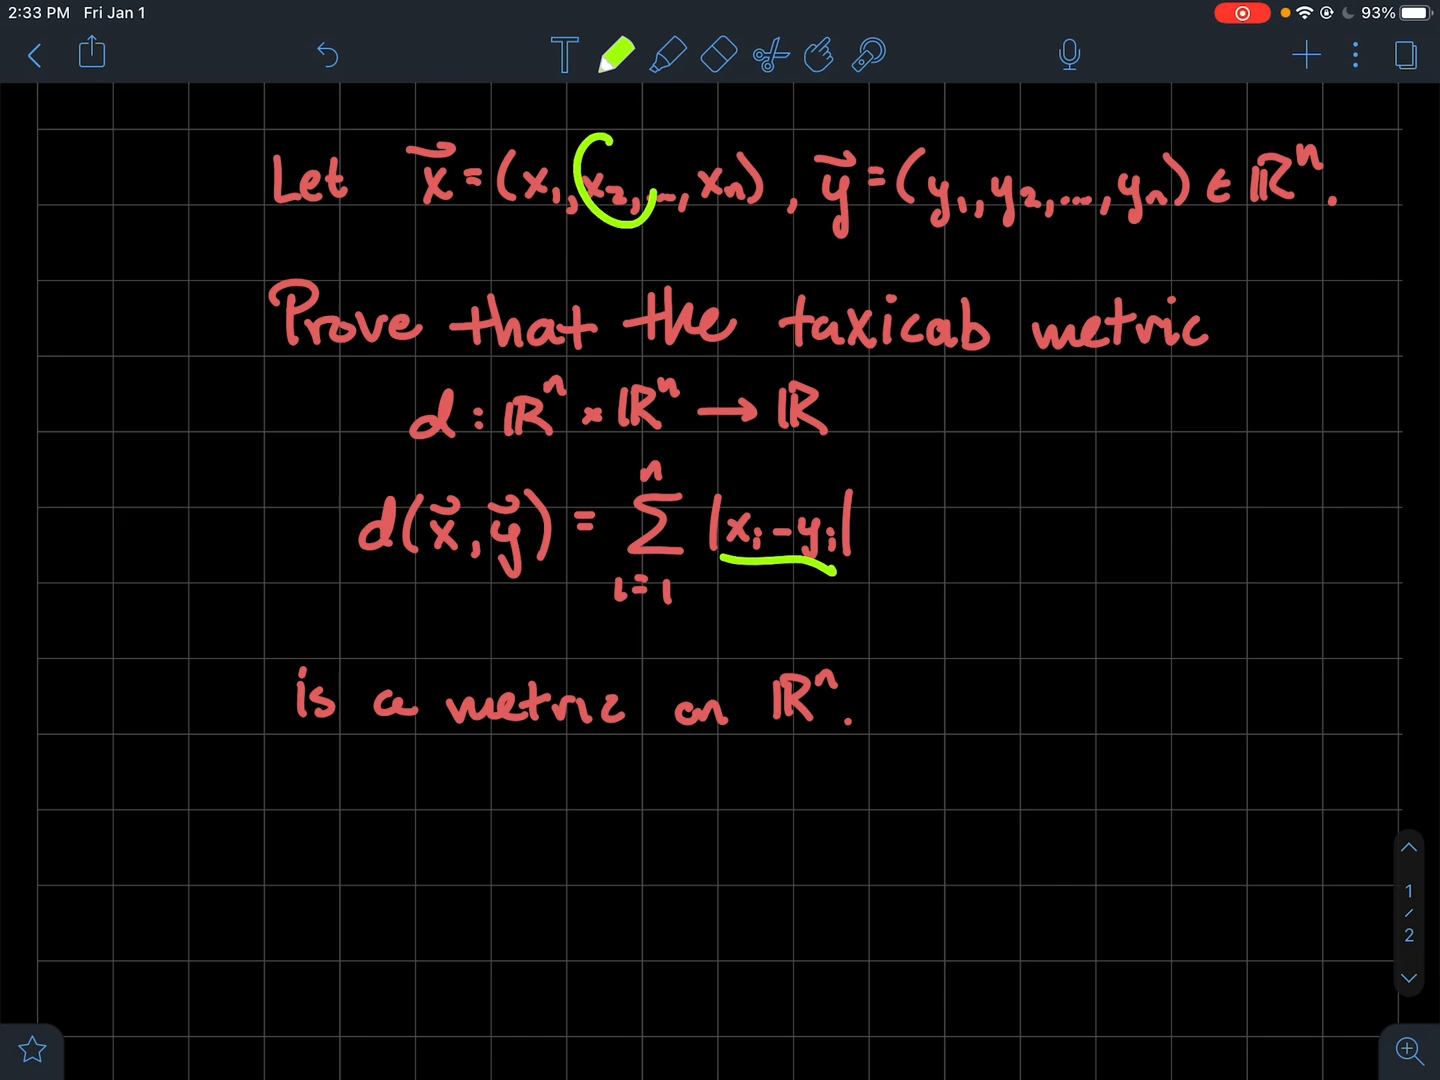 2:33 PM Fri Jan 1 93%
Let x⃗ = (x₁, x₂, ..., xₙ), y⃗ = (y₁, y₂, ..., yₙ) ∈ ℝⁿ.
Prove that the taxicab metric
d : ℝⁿ × ℝⁿ → ℝ
d(x⃗, y⃗) = ∑ᵢ₌₁ⁿ |xᵢ - yᵢ|
is a metric on ℝⁿ.
1 / 2